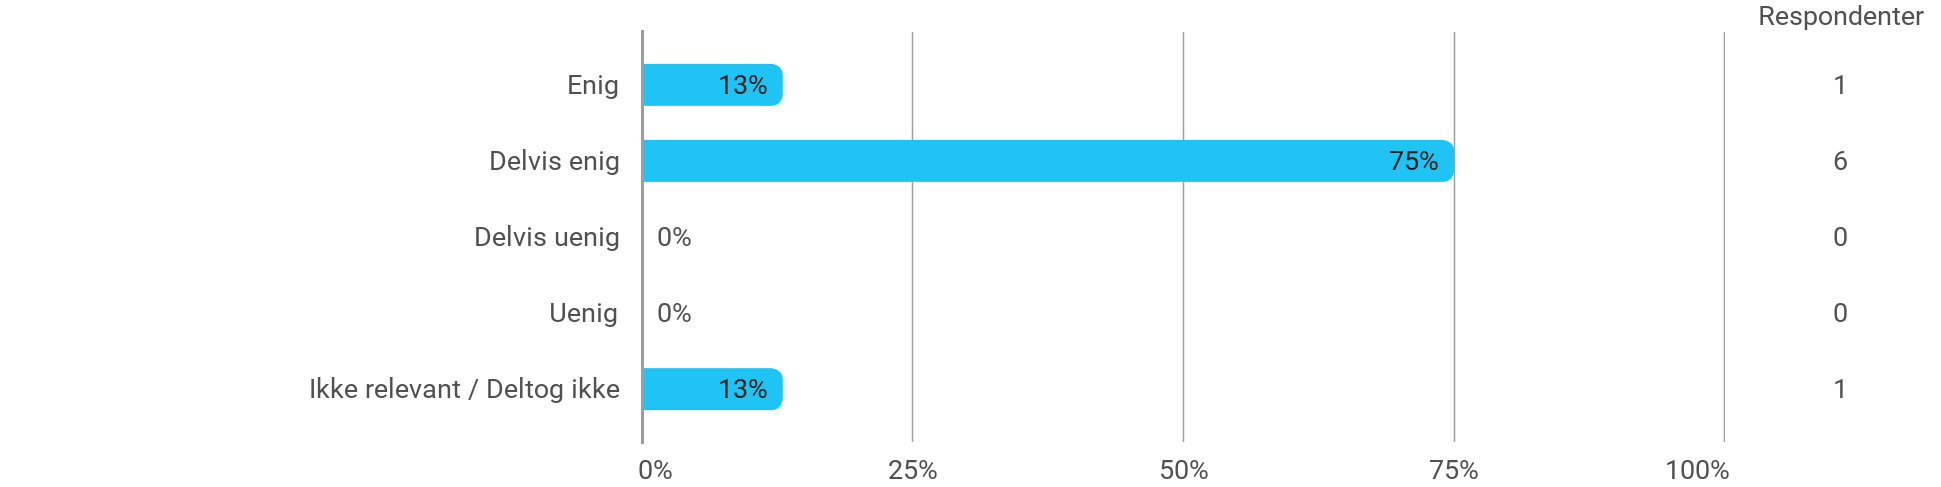 Respondenter
Enig 13% 1
Delvis enig 75% 6
Delvis uenig 0% 0
Uenig 0% 0
Ikke relevant / Deltog ikke 13% 1
0% 25% 50% 75% 100%